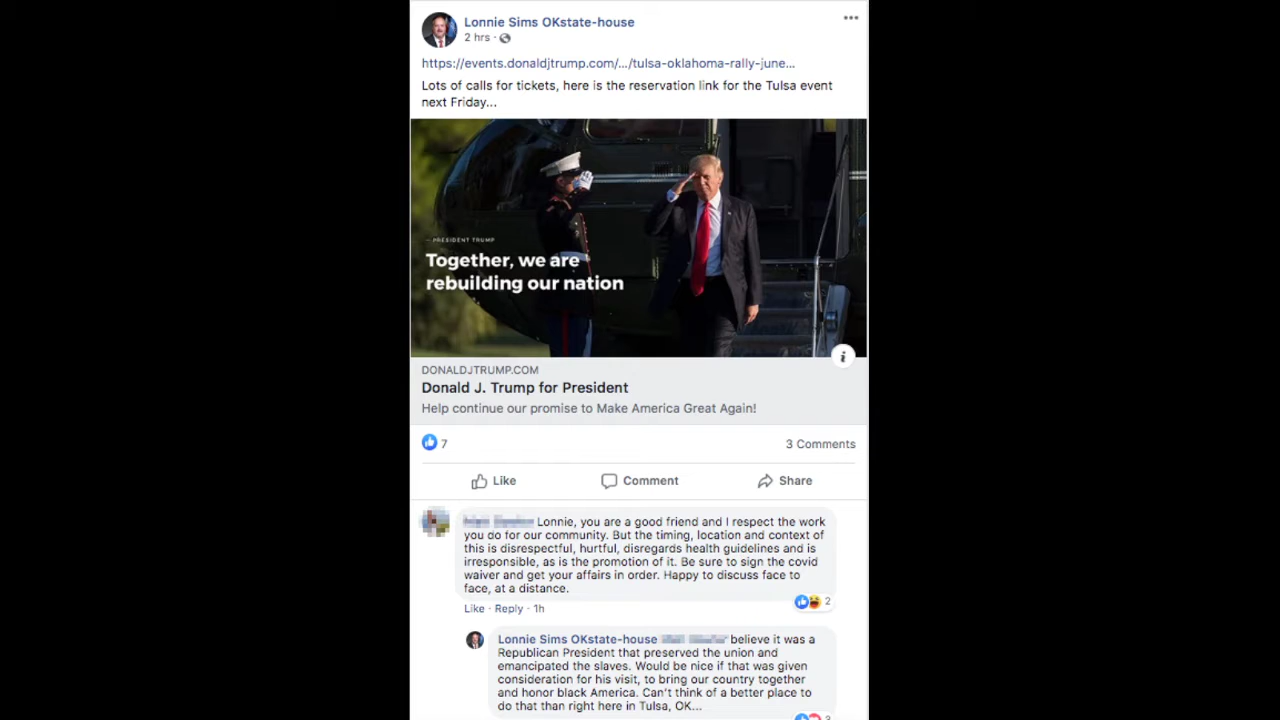 Lonnie Sims OKstate-house
2 hrs ·
https://events.donaldjtrump.com/.../tulsa-oklahoma-rally-june...
Lots of calls for tickets, here is the reservation link for the Tulsa event
next Friday...
— PRESIDENT TRUMP
Together, we are
rebuilding our nation
DONALDJTRUMP.COM
Donald J. Trump for President
Help continue our promise to Make America Great Again!
7
3 Comments
Like Comment Share
Lonnie, you are a good friend and I respect the work
you do for our community. But the timing, location and context of
this is disrespectful, hurtful, disregards health guidelines and is
irresponsible, as is the promotion of it. Be sure to sign the covid
waiver and get your affairs in order. Happy to discuss face to
face, at a distance.
2
Like · Reply · 1h
Lonnie Sims OKstate-house believe it was a
Republican President that preserved the union and
emancipated the slaves. Would be nice if that was given
consideration for his visit, to bring our country together
and honor black America. Can't think of a better place to
do that than right here in Tulsa, OK...